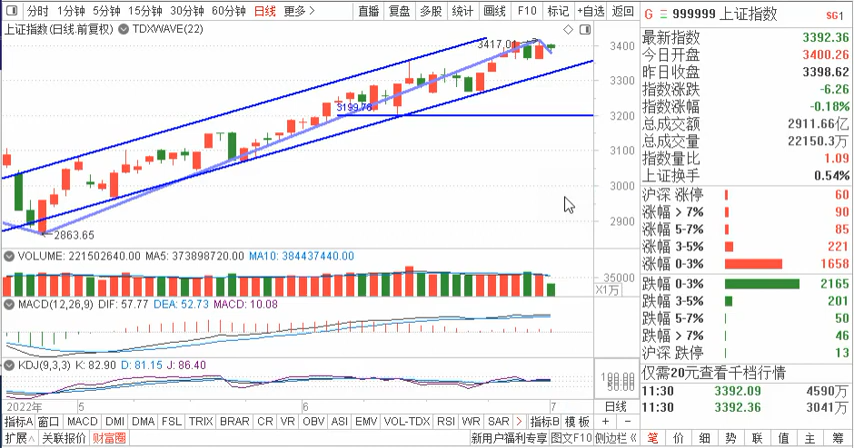 分时 1分钟 5分钟 15分钟 30分钟 60分钟 日线 更多 直播 复盘 多股 统计 画线 F10 标记 +自选 返回
上证指数(日线.前复权) TDXWAVE(22)
3417.01
3400
3300
3199.78
3200
3100
3000
2900
2863.65
VOLUME: 221502640.00 MA5: 373898720.00 MA10: 384437440.00
35000
X1万
MACD(12,26,9) DIF: 57.77 DEA: 52.73 MACD: 10.08
KDJ(9,3,3) K: 82.90 D: 81.15 J: 86.40
2022年 5 6 7 日线
指标A 窗口 MACD DMI DMA FSL TRIX BRAR CR VR OBV ASI EMV VOL-TDX RSI WR SAR 指标B 模板 + -
扩展∧ 关联报价 财富圈 新用户福利专享 图文F10 侧边栏《
G 999999 上证指数 SG1
最新指数 3392.36
今日开盘 3400.26
昨日收盘 3398.62
指数涨跌 -6.26
指数涨幅 -0.18%
总成交额 2911.66亿
总成交量 22150.3万
指数量比 1.09
上证换手 0.54%
沪深 涨停 60
涨幅 > 7% 90
涨幅 5-7% 85
涨幅 3-5% 221
涨幅 0-3% 1658
跌幅 0-3% 2165
跌幅 3-5% 201
跌幅 5-7% 50
跌幅 > 7% 46
沪深 跌停 13
仅需20元查看千档行情
11:30 3392.09 4590万
11:30 3392.36 3041万
笔 价 细 势 联 值 主 筹